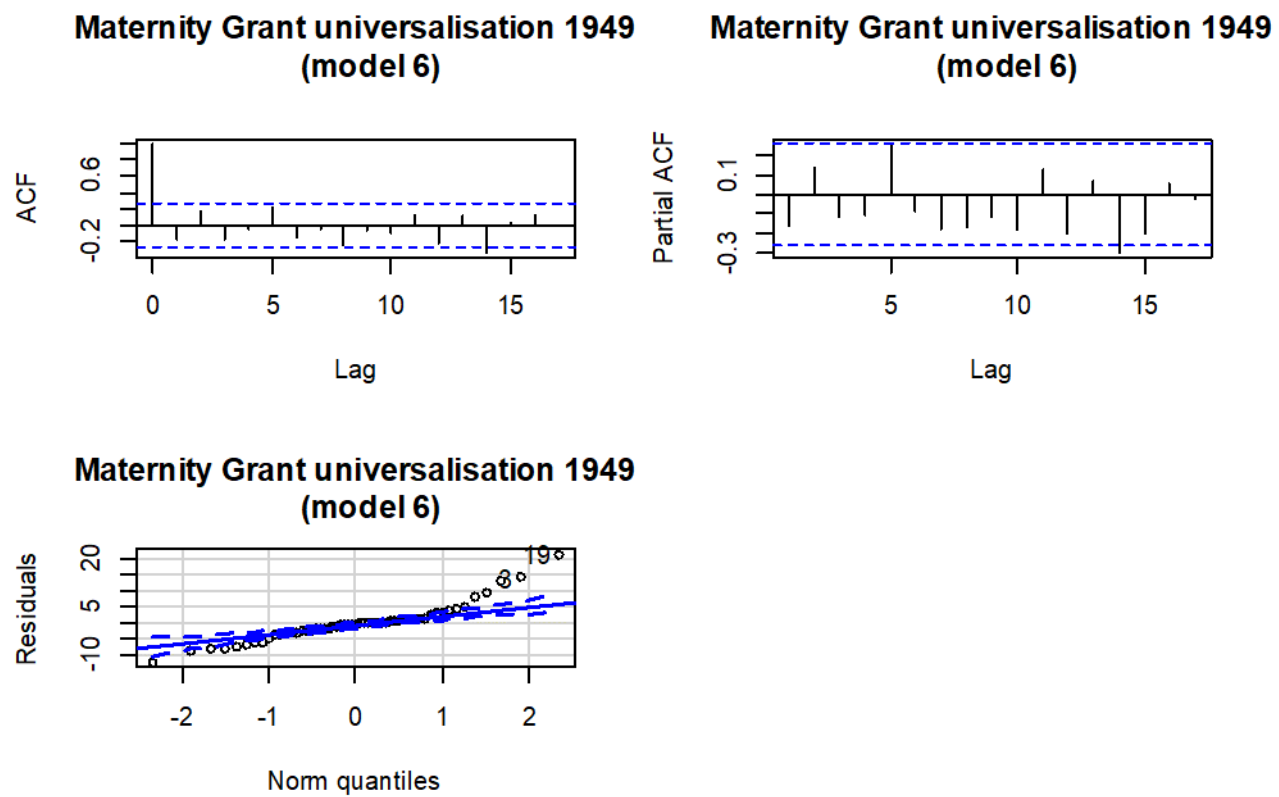 Maternity Grant universalisation 1949
(model 6)
ACF
0.6
-0.2
0 5 10 15
Lag
Maternity Grant universalisation 1949
(model 6)
Partial ACF
0.1
-0.3
5 10 15
Lag
Maternity Grant universalisation 1949
(model 6)
Residuals
20
5
-10
19
-2 -1 0 1 2
Norm quantiles